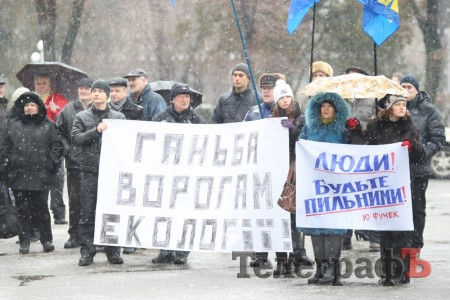 ГАНЬБА
ВОРОГАМ
ЕКОЛОГІЇ!
ЛЮДИ!
БУДЬТЕ
ПИЛЬНИМИ!
Ю ФУЧЕК
ТелеграфЪ